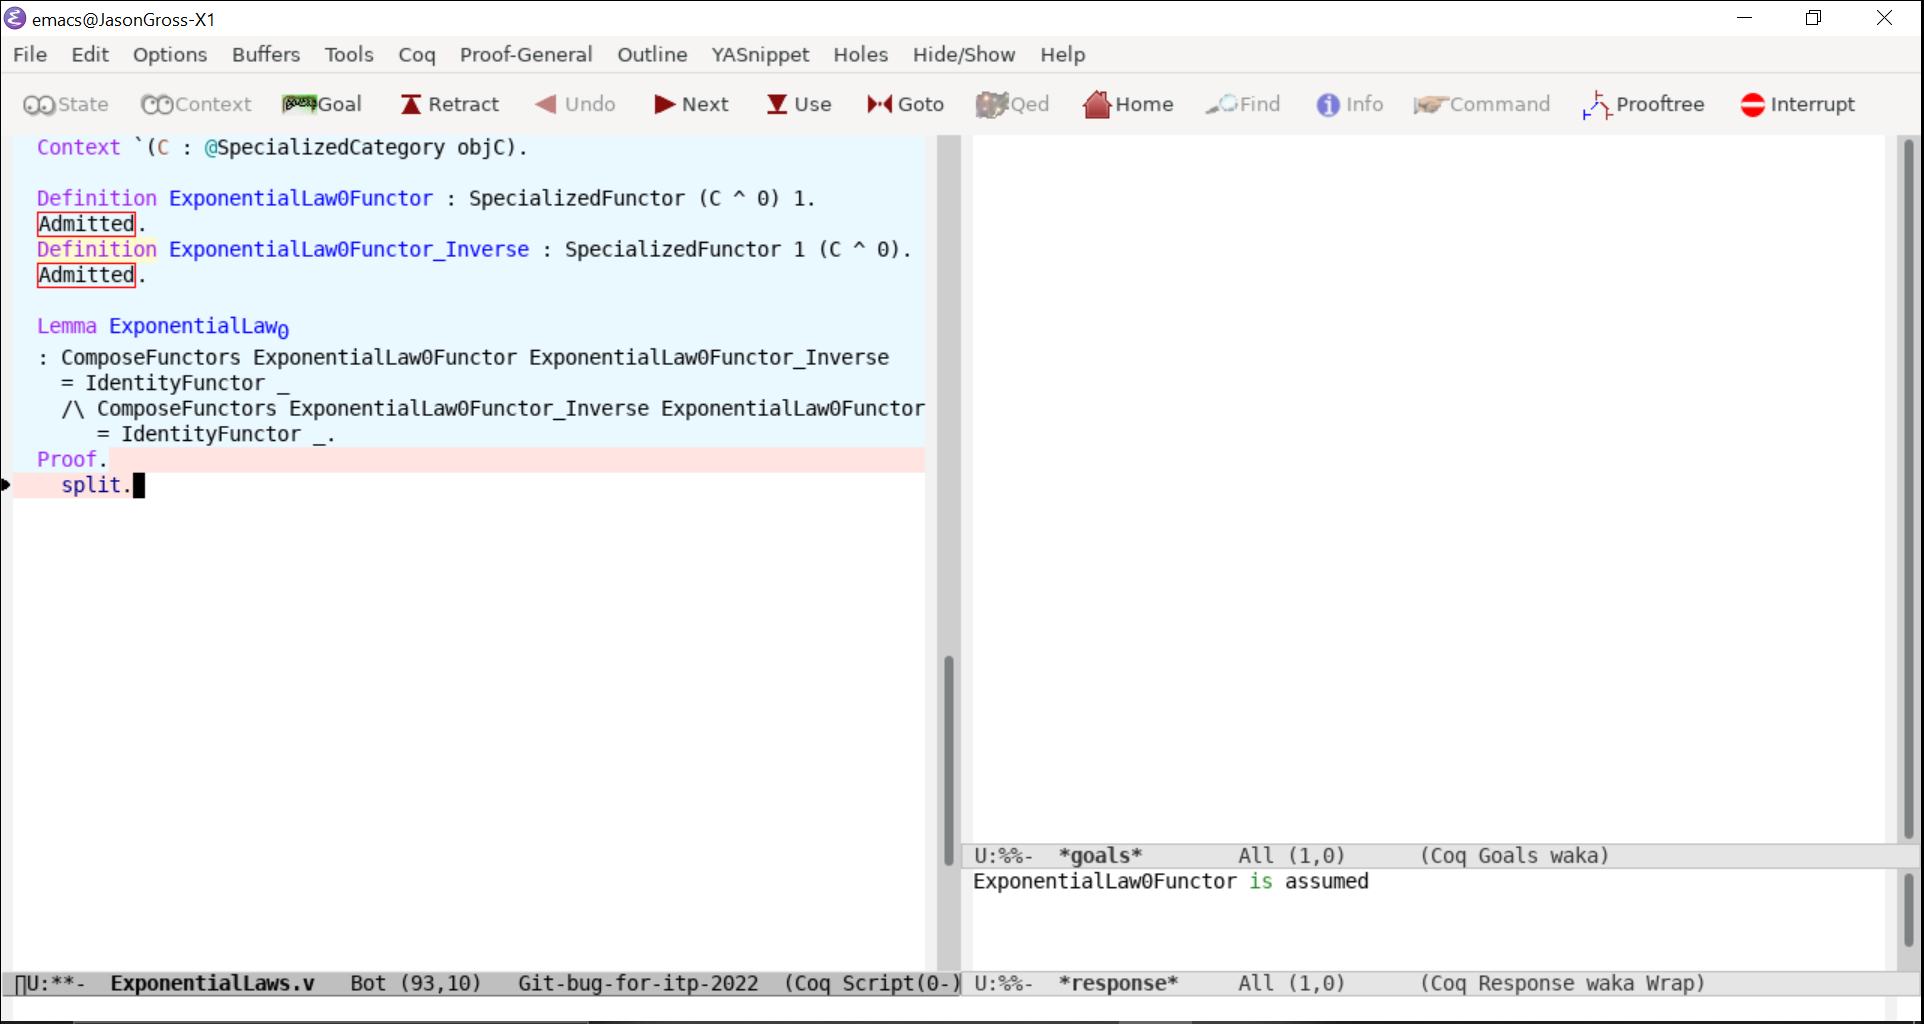 emacs@JasonGross-X1
File Edit Options Buffers Tools Coq Proof-General Outline YASnippet Holes Hide/Show Help
State Context Goal Retract Undo Next Use Goto Qed Home Find Info Command Prooftree Interrupt
Context `(C : @SpecializedCategory objC).
Definition ExponentialLaw0Functor : SpecializedFunctor (C ^ 0) 1.
Admitted.
Definition ExponentialLaw0Functor_Inverse : SpecializedFunctor 1 (C ^ 0).
Admitted.
Lemma ExponentialLaw₀
: ComposeFunctors ExponentialLaw0Functor ExponentialLaw0Functor_Inverse
= IdentityFunctor _
/\ ComposeFunctors ExponentialLaw0Functor_Inverse ExponentialLaw0Functor
= IdentityFunctor _.
Proof.
split.
U:**- ExponentialLaws.v Bot (93,10) Git-bug-for-itp-2022 (Coq Script(0-)
U:%%- *goals* All (1,0) (Coq Goals waka)
ExponentialLaw0Functor is assumed
U:%%- *response* All (1,0) (Coq Response waka Wrap)